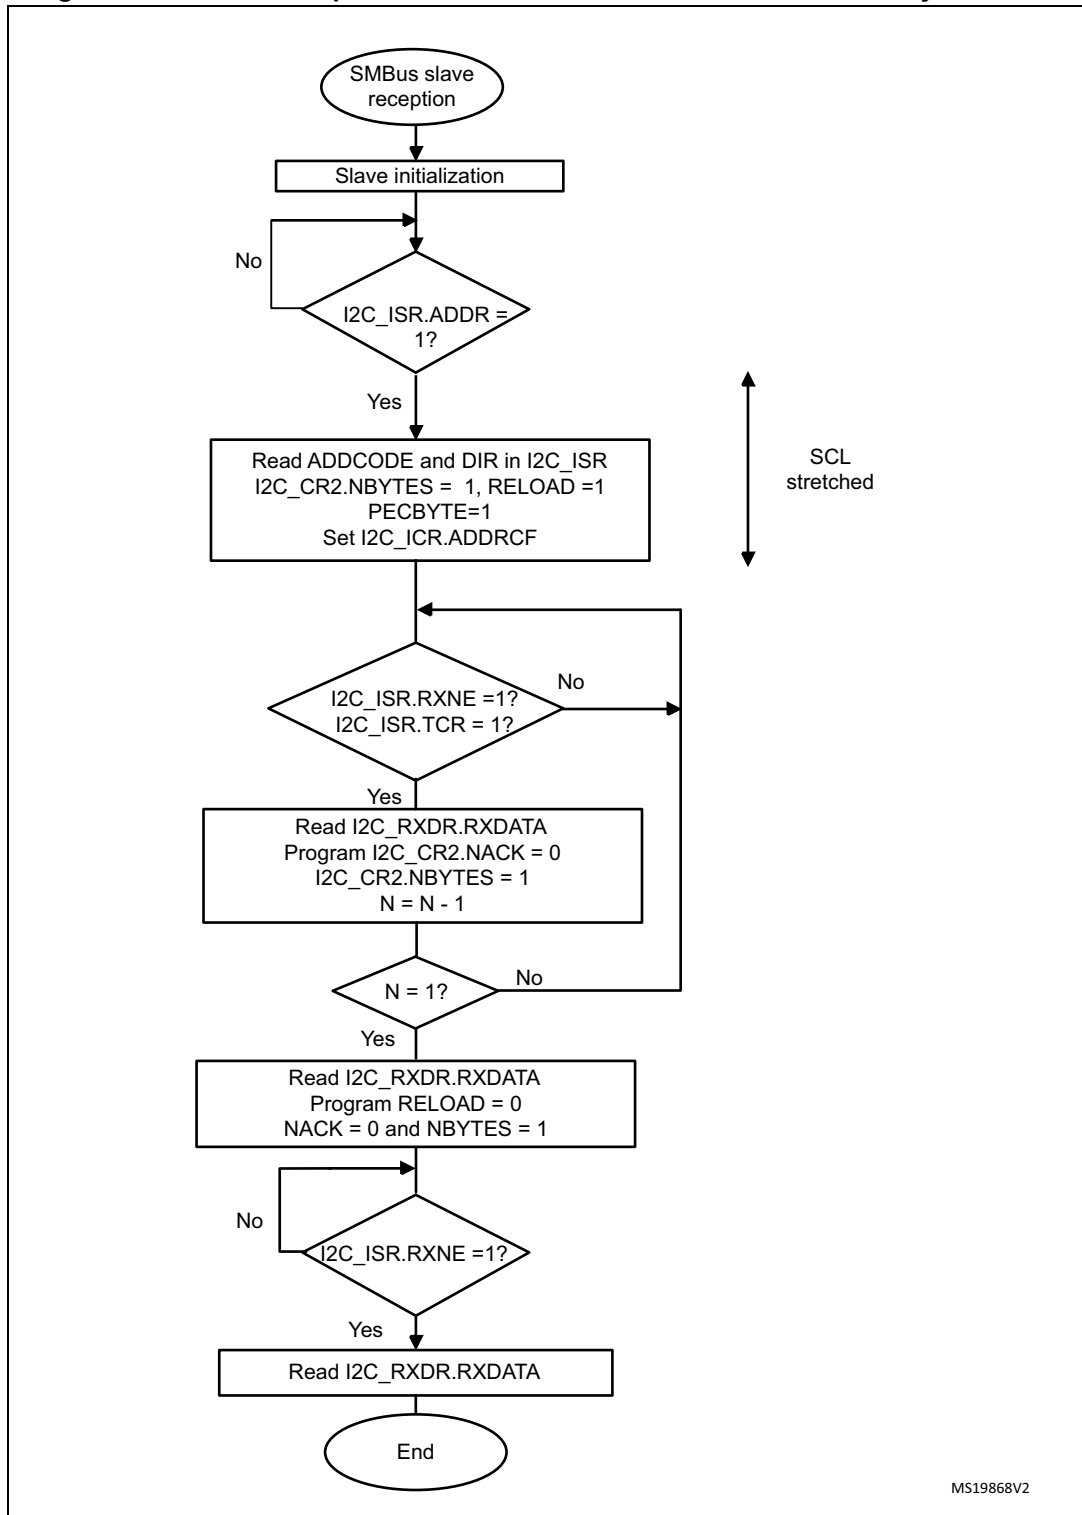 SMBus slave
reception
Slave initialization
No
I2C_ISR.ADDR =
1?
Yes
Read ADDCODE and DIR in I2C_ISR
I2C_CR2.NBYTES =  1, RELOAD =1
PECBYTE=1
Set I2C_ICR.ADDRCF
SCL
stretched
I2C_ISR.RXNE =1?
I2C_ISR.TCR = 1?
No
Yes
Read I2C_RXDR.RXDATA
Program I2C_CR2.NACK = 0
I2C_CR2.NBYTES = 1
N = N - 1
N = 1?
No
Yes
Read I2C_RXDR.RXDATA
Program RELOAD = 0
NACK = 0 and NBYTES = 1
No
I2C_ISR.RXNE =1?
Yes
Read I2C_RXDR.RXDATA
End
MS19868V2